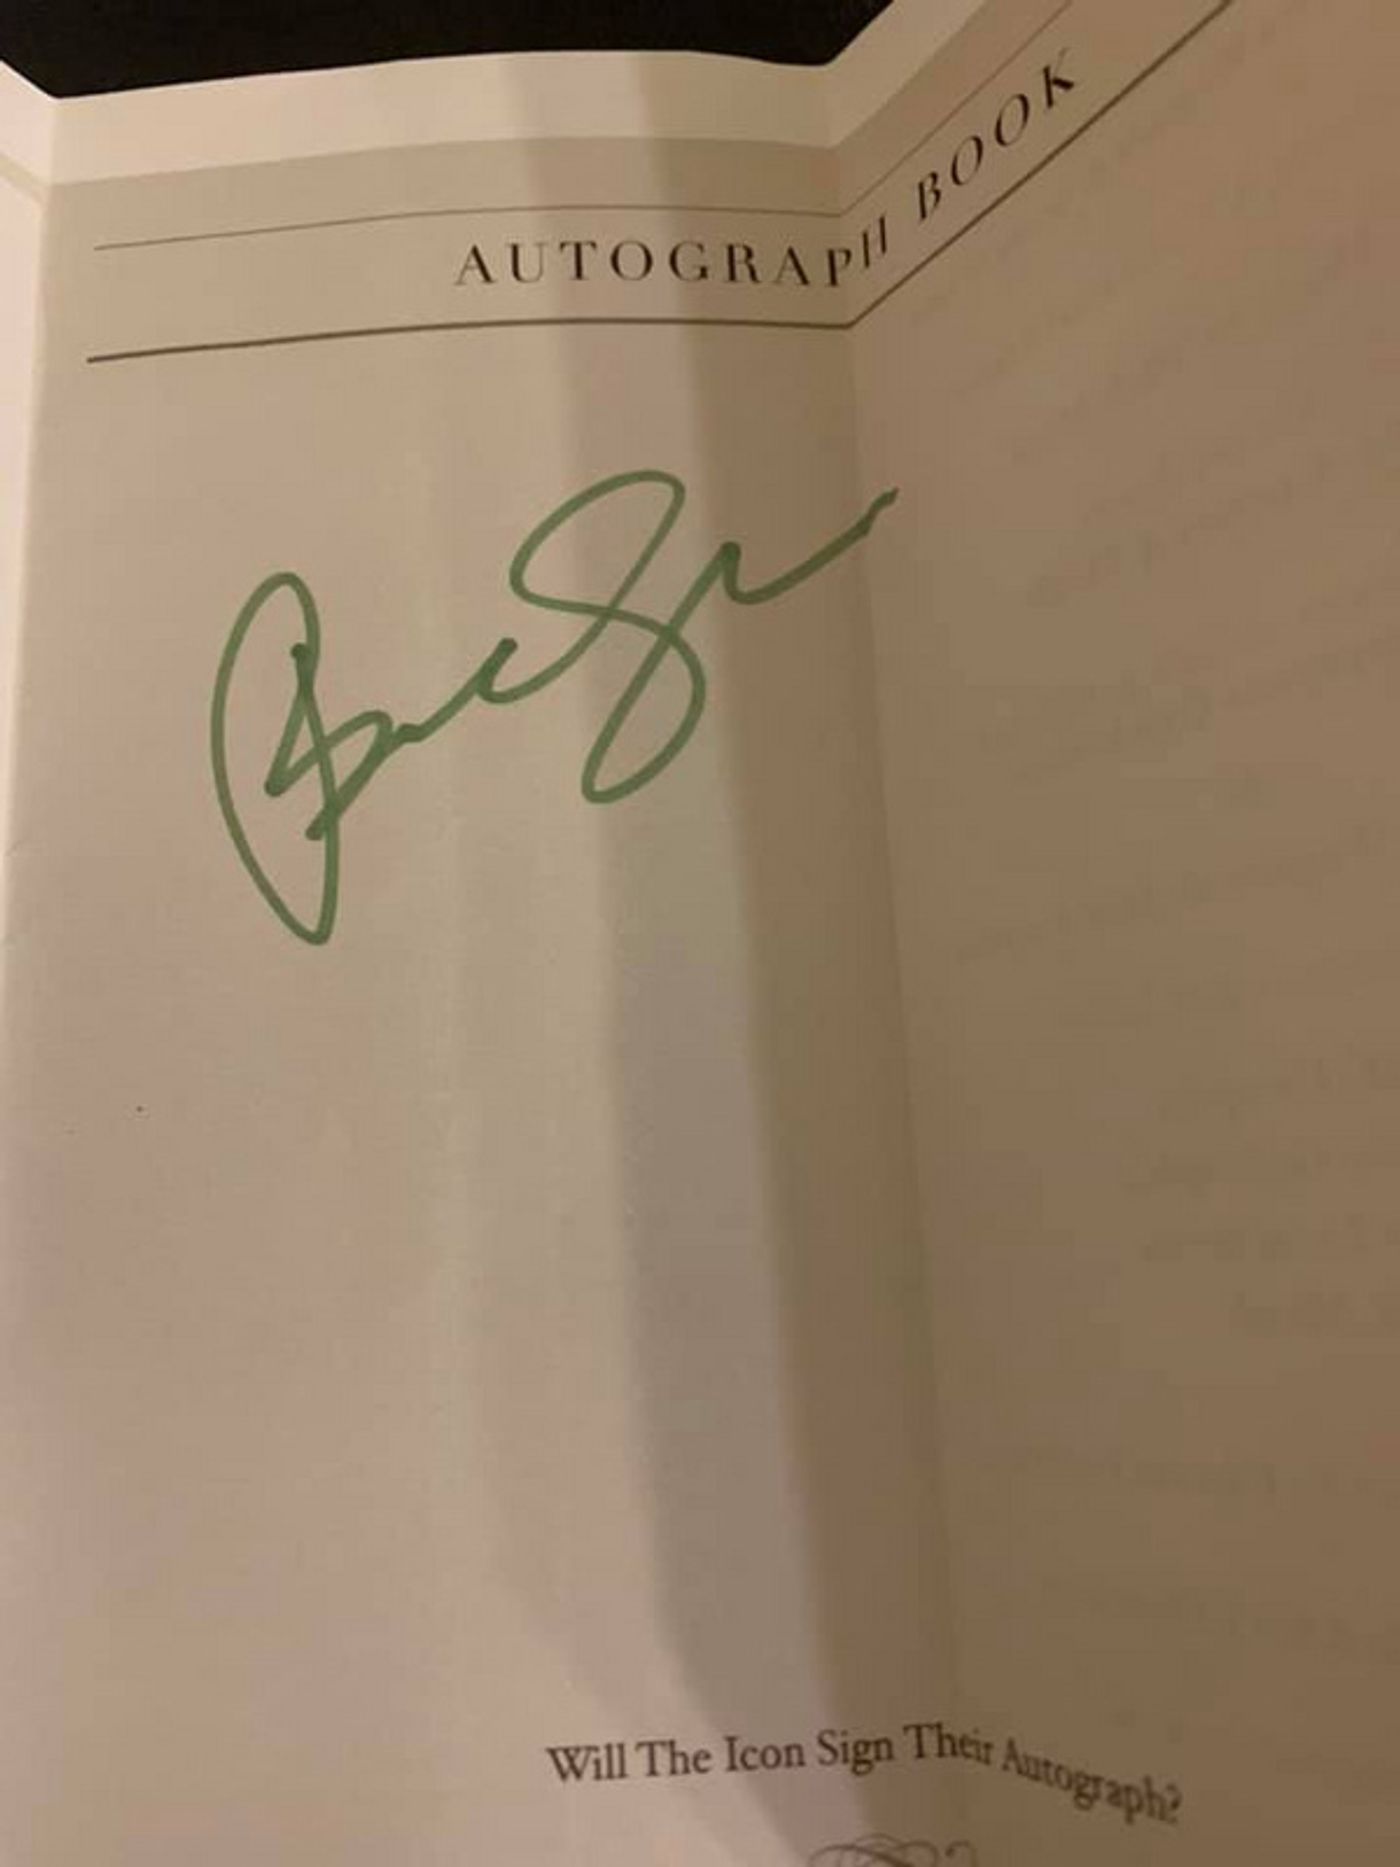 AUTOGRAPH BOOK
Will The Icon Sign Their Autograph?